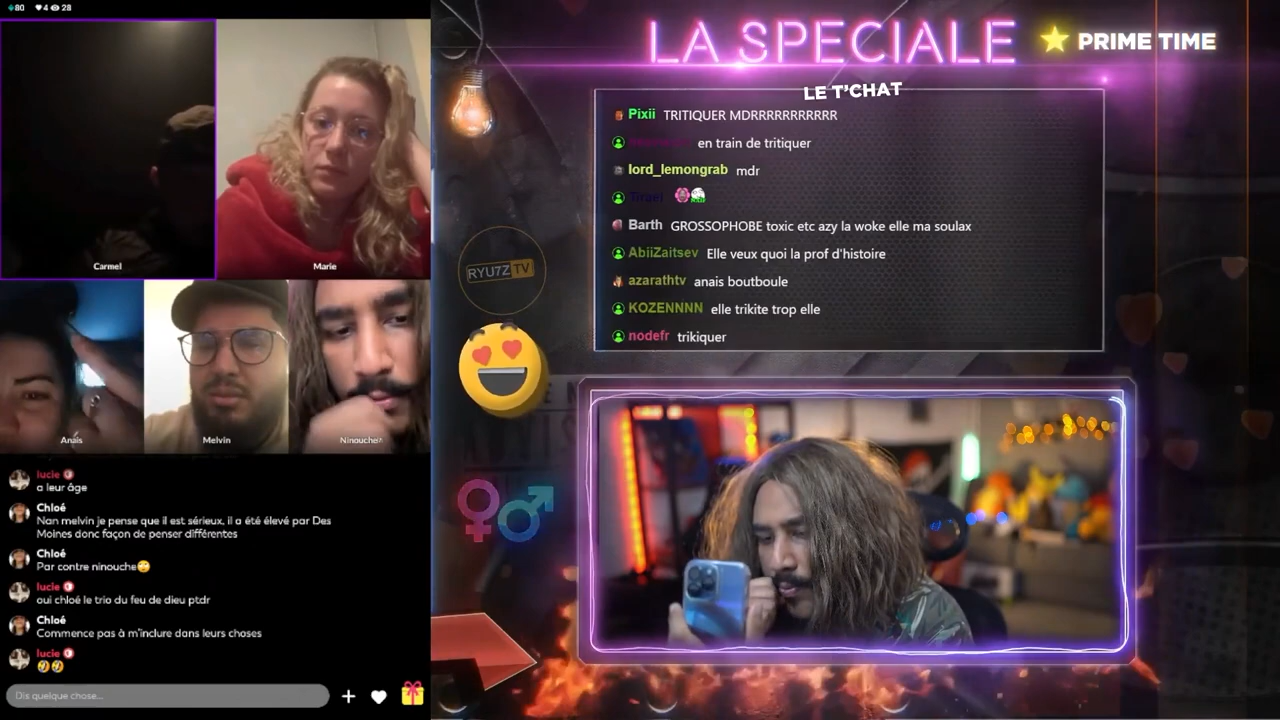 80 4 28
Carmel
Marie
Anaïs
Melvin
Ninouche
lucie
a leur âge
Chloé
Nan melvin je pense que il est sérieux, il a été élevé par Des
Moines donc façon de penser différentes
Chloé
Par contre ninouche🙄
lucie
oui chloé le trio du feu de dieu ptdr
Chloé
Commence pas à m'inclure dans leurs choses
lucie
🤣🤣
Dis quelque chose...
LA SPECIALE
PRIME TIME
LE T'CHAT
Pixii TRITIQUER MDRRRRRRRRRRR
en train de tritiquer
lord_lemongrab mdr
Barth GROSSOPHOBE toxic etc azy la woke elle ma soulax
AbiiZaitsev Elle veux quoi la prof d'histoire
azarathtv anais boutboule
KOZENNNN elle trikite trop elle
nodefr trikiquer
RYU7Z TV